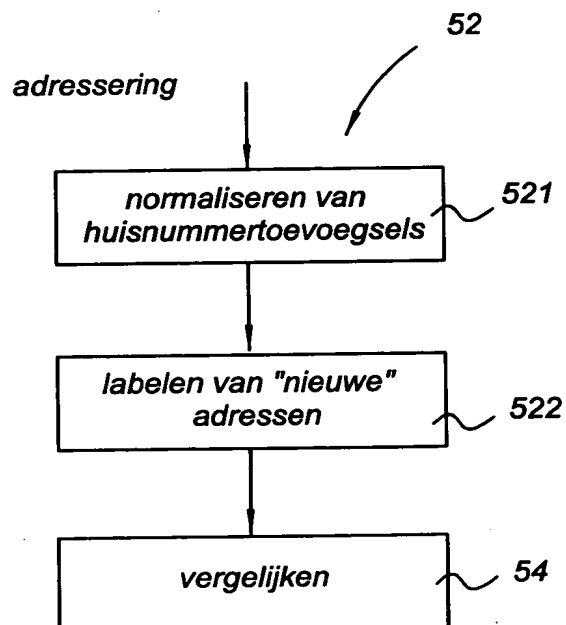 52
adressering
normaliseren van
huisnummertoevoegsels
521
labelen van "nieuwe"
adressen
522
vergelijken
54